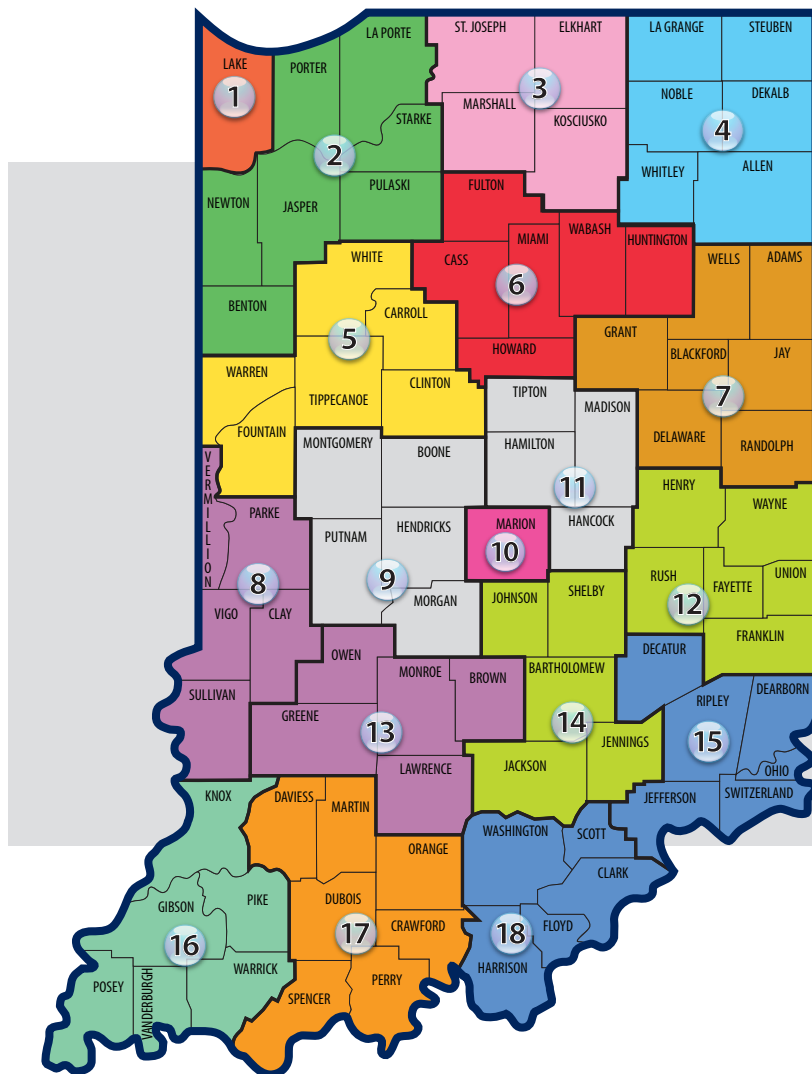 LA PORTE
ST. JOSEPH
ELKHART
LA GRANGE
STEUBEN
LAKE
PORTER
1
3
NOBLE
DEKALB
MARSHALL
STARKE
KOSCIUSKO
4
2
WHITLEY
ALLEN
NEWTON
JASPER
PULASKI
FULTON
WABASH
MIAMI
HUNTINGTON
WHITE
CASS
WELLS
ADAMS
6
BENTON
CARROLL
5
GRANT
HOWARD
BLACKFORD
JAY
WARREN
CLINTON
TIPPECANOE
7
TIPTON
MADISON
FOUNTAIN
MONTGOMERY
BOONE
HAMILTON
DELAWARE
RANDOLPH
VERMILLION
11
HENRY
WAYNE
PARKE
PUTNAM
HENDRICKS
MARION
HANCOCK
10
8
9
RUSH
FAYETTE
UNION
MORGAN
JOHNSON
SHELBY
12
VIGO
CLAY
FRANKLIN
OWEN
MONROE
BROWN
BARTHOLOMEW
DECATUR
SULLIVAN
RIPLEY
DEARBORN
GREENE
13
14
JENNINGS
15
LAWRENCE
JACKSON
OHIO
KNOX
DAVIESS
MARTIN
JEFFERSON
SWITZERLAND
WASHINGTON
SCOTT
ORANGE
CLARK
GIBSON
PIKE
DUBOIS
CRAWFORD
FLOYD
16
17
18
POSEY
VANDERBURGH
WARRICK
SPENCER
PERRY
HARRISON